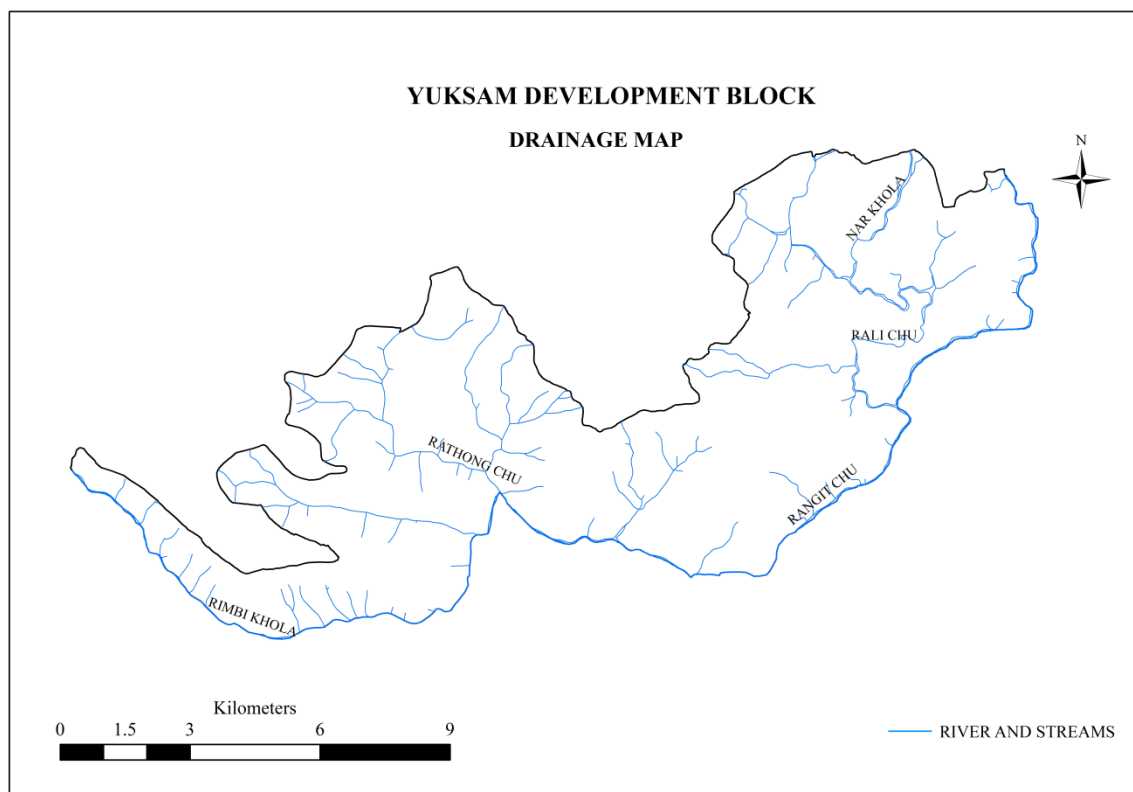 YUKSAM DEVELOPMENT BLOCK
DRAINAGE MAP
N
NAR KHOLA
RALI CHU
RATHONG CHU
RANGIT CHU
RIMBI KHOLA
Kilometers
0 1.5 3 6 9
RIVER AND STREAMS